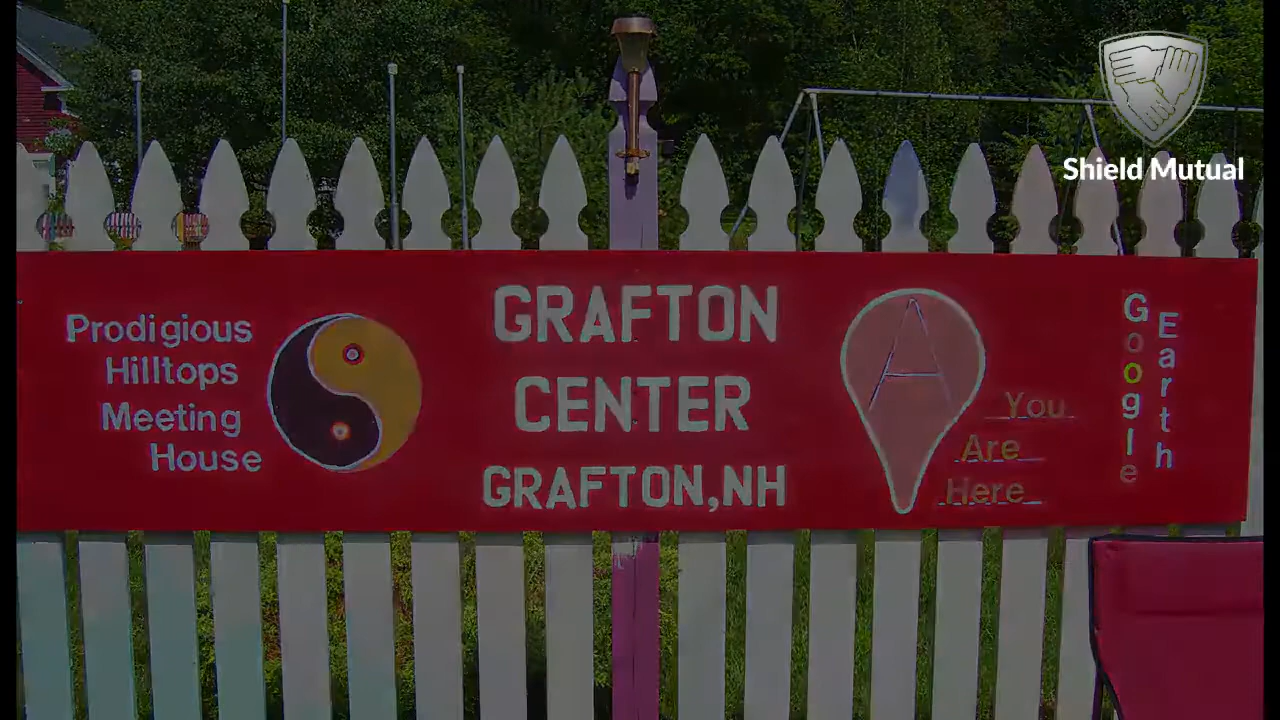 Shield Mutual
Prodigious
Hilltops
Meeting
House
GRAFTON
CENTER
GRAFTON, NH
A
You
Are
Here
Google
Earth